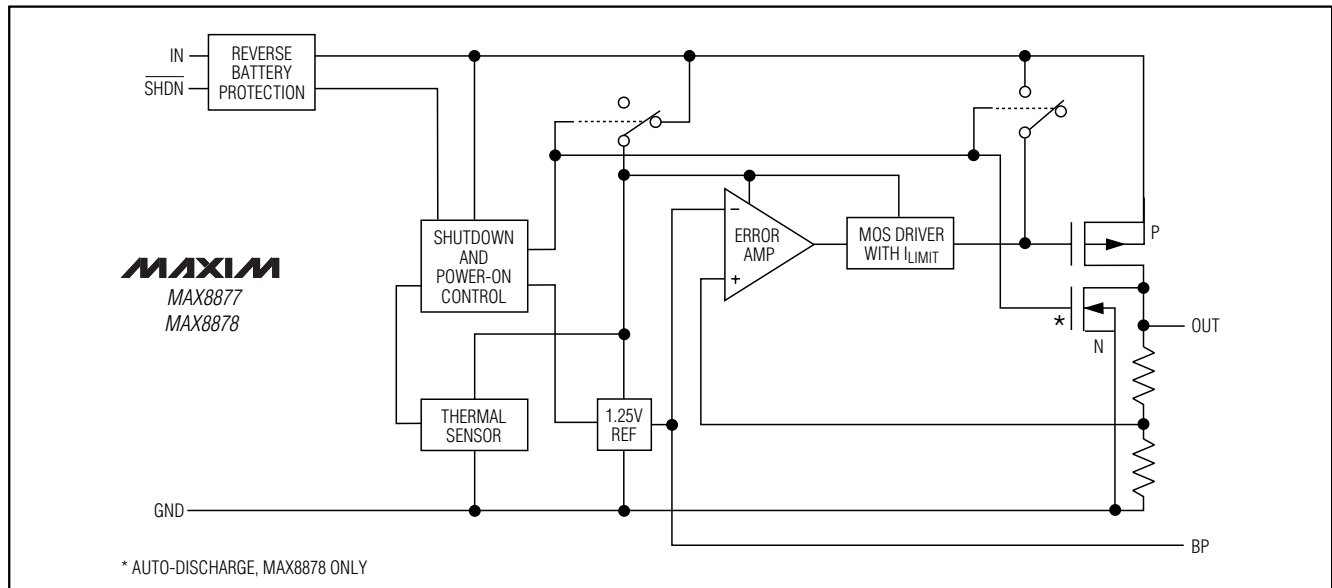 IN
SHDN
REVERSE
BATTERY
PROTECTION
SHUTDOWN
AND
POWER-ON
CONTROL
ERROR
AMP
−
+
MOS DRIVER
WITH ILIMIT
P
MAXIM
MAX8877
MAX8878
*
N
OUT
THERMAL
SENSOR
1.25V
REF
GND
BP
* AUTO-DISCHARGE, MAX8878 ONLY